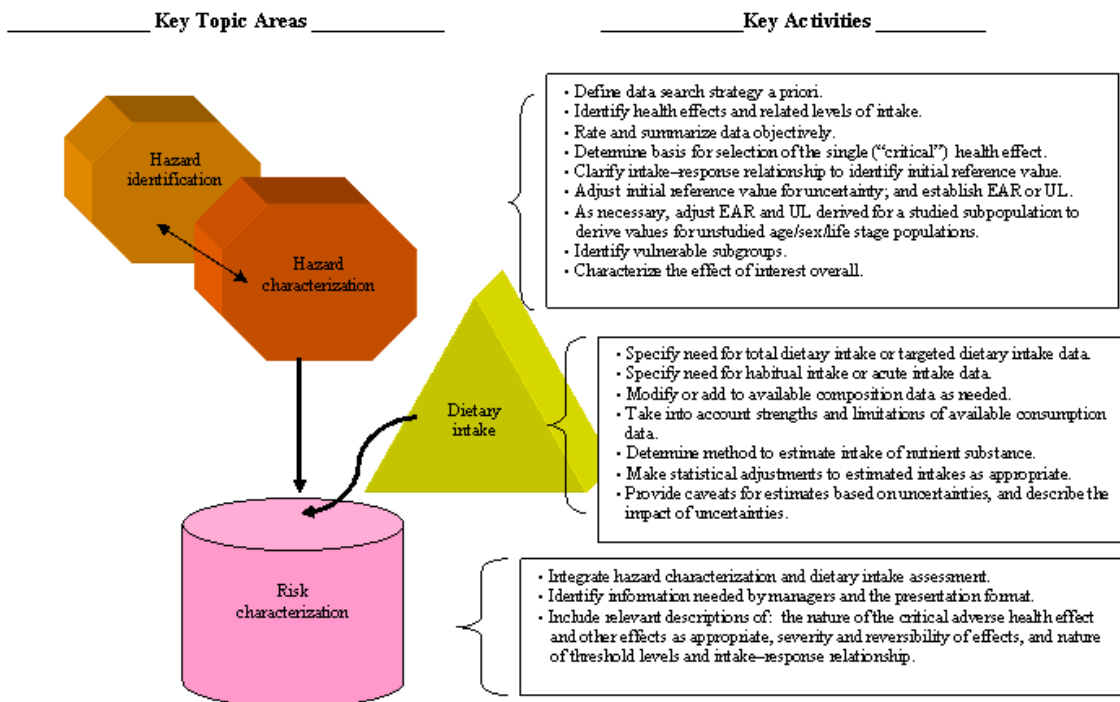 Key Topic Areas
Key Activities
Hazard
identification
Hazard
characterization
• Define data search strategy a priori.
• Identify health effects and related levels of intake.
• Rate and summarize data objectively.
• Determine basis for selection of the single (“critical”) health effect.
• Clarify intake–response relationship to identify initial reference value.
• Adjust initial reference value for uncertainty; and establish EAR or UL.
• As necessary, adjust EAR and UL derived for a studied subpopulation to
derive values for unstudied age/sex/life stage populations.
• Identify vulnerable subgroups.
• Characterize the effect of interest overall.
Dietary
intake
• Specify need for total dietary intake or targeted dietary intake data.
• Specify need for habitual intake or acute intake data.
• Modify or add to available composition data as needed.
• Take into account strengths and limitations of available consumption
data.
• Determine method to estimate intake of nutrient substance.
• Make statistical adjustments to estimated intakes as appropriate.
• Provide caveats for estimates based on uncertainties, and describe the
impact of uncertainties.
Risk
characterization
• Integrate hazard characterization and dietary intake assessment.
• Identify information needed by managers and the presentation format.
• Include relevant descriptions of: the nature of the critical adverse health effect
and other effects as appropriate, severity and reversibility of effects, and nature
of threshold levels and intake–response relationship.